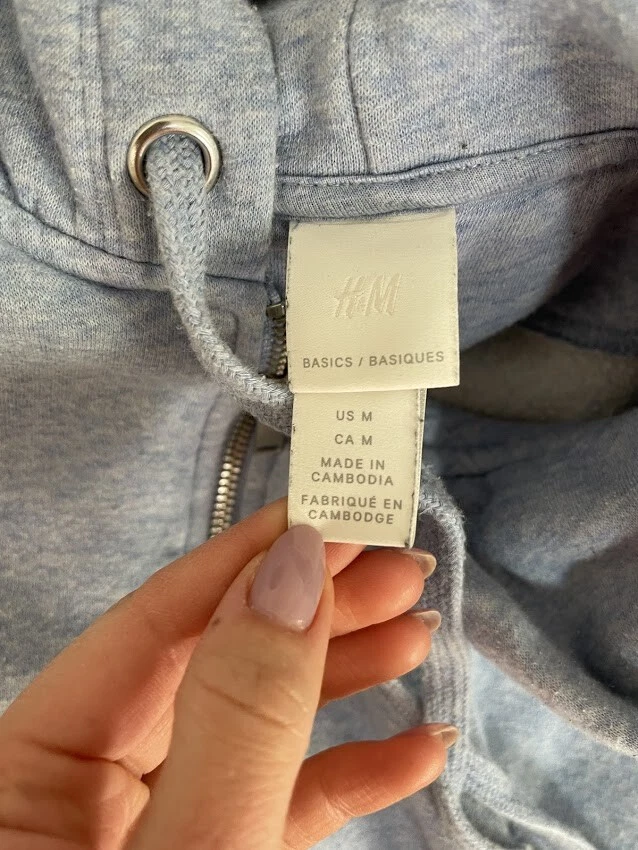 H&M
BASICS / BASIQUES
US M
CA M
MADE IN
CAMBODIA
FABRIQUÉ EN
CAMBODGE